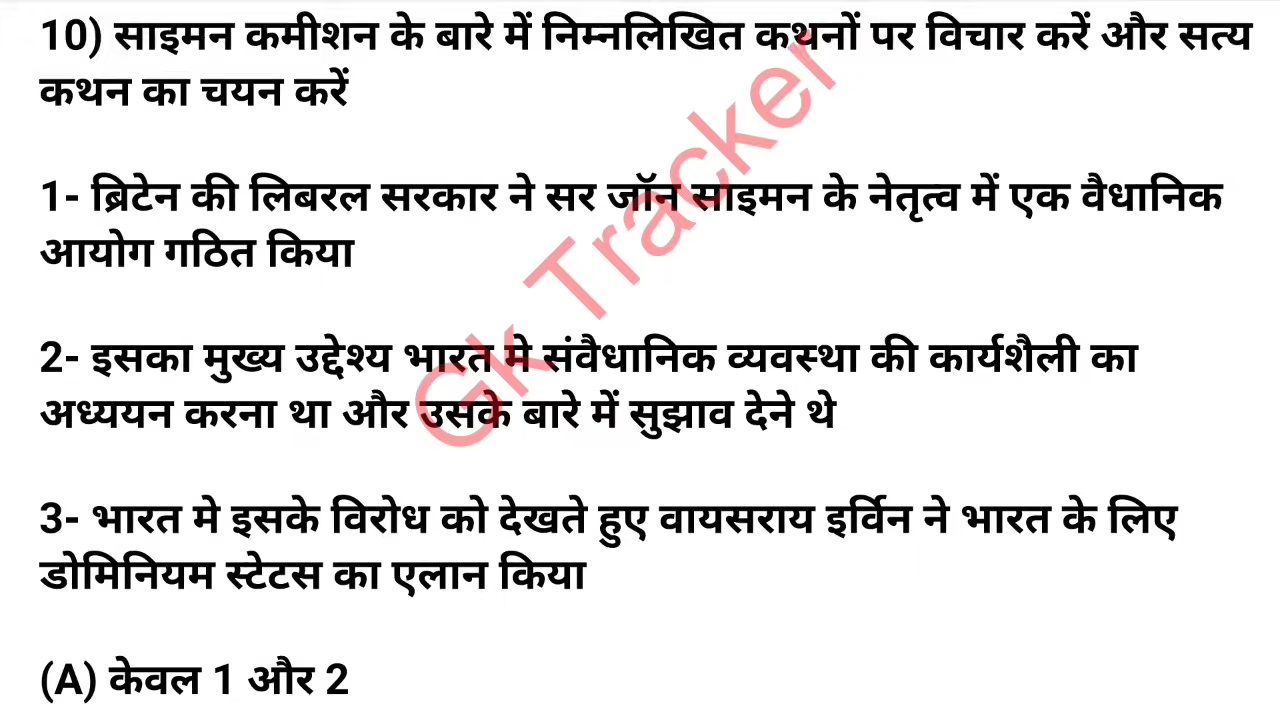 10) साइमन कमीशन के बारे में निम्नलिखित कथनों पर विचार करें और सत्य
कथन का चयन करें
1- ब्रिटेन की लिबरल सरकार ने सर जॉन साइमन के नेतृत्व में एक वैधानिक
आयोग गठित किया
2- इसका मुख्य उद्देश्य भारत मे संवैधानिक व्यवस्था की कार्यशैली का
अध्ययन करना था और उसके बारे में सुझाव देने थे
3- भारत मे इसके विरोध को देखते हुए वायसराय इर्विन ने भारत के लिए
डोमिनियम स्टेटस का एलान किया
(A) केवल 1 और 2
Gk Tracker